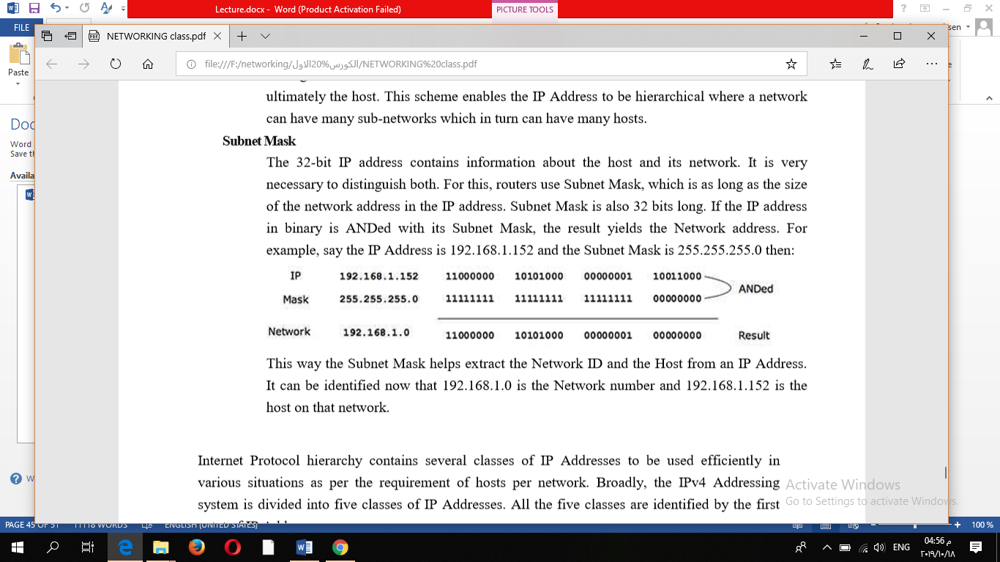 Lecture.docx - Word (Product Activation Failed)
PICTURE TOOLS
FILE
sen
NETWORKING class.pdf
Paste
file:///F:/networking/الكورس%20الاول/NETWORKING%20class.pdf
ultimately the host. This scheme enables the IP Address to be hierarchical where a network
can have many sub-networks which in turn can have many hosts.
Doc
Word
Save th
Availa
Subnet Mask
The 32-bit IP address contains information about the host and its network. It is very
necessary to distinguish both. For this, routers use Subnet Mask, which is as long as the size
of the network address in the IP address. Subnet Mask is also 32 bits long. If the IP address
in binary is ANDed with its Subnet Mask, the result yields the Network address. For
example, say the IP Address is 192.168.1.152 and the Subnet Mask is 255.255.255.0 then:
IP 192.168.1.152 11000000 10101000 00000001 10011000
ANDed
Mask 255.255.255.0 11111111 11111111 11111111 00000000
Network 192.168.1.0 11000000 10101000 00000001 00000000 Result
This way the Subnet Mask helps extract the Network ID and the Host from an IP Address.
It can be identified now that 192.168.1.0 is the Network number and 192.168.1.152 is the
host on that network.
Internet Protocol hierarchy contains several classes of IP Addresses to be used efficiently in
various situations as per the requirement of hosts per network. Broadly, the IPv4 Addressing
system is divided into five classes of IP Addresses. All the five classes are identified by the first
Activate Windows
Go to Settings to activate Windows.
PAGE 45 OF 51 11118 WORDS ENGLISH (UNITED STATES) 100 %
ENG
04:56 م
٢٠١٩/١٠/١٨